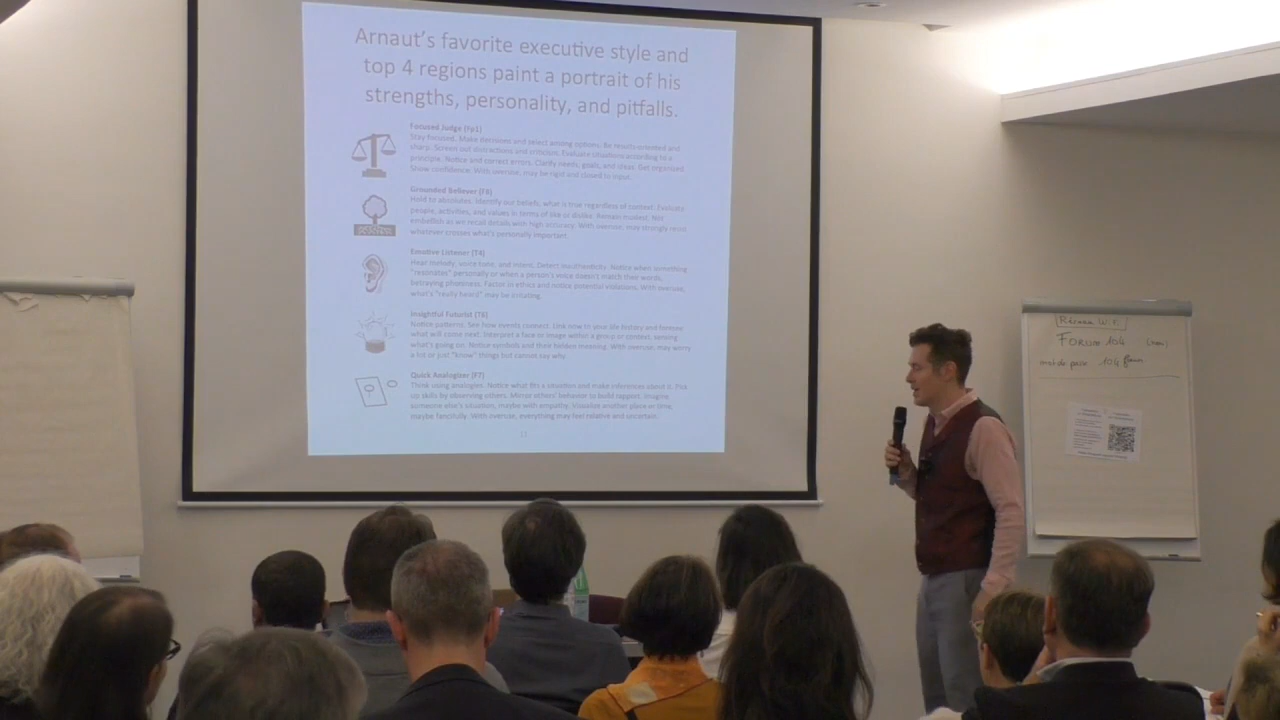 Arnaut's favorite executive style and
top 4 regions paint a portrait of his
strengths, personality, and pitfalls.
Focused Judge (Fp1)
Stay focused. Make decisions and select among options. Be results-oriented and
sharp. Screen out distractions and criticism. Evaluate situations according to a
principle. Notice and correct errors. Clarify needs, goals, and ideas. Get organized.
Show confidence. With overuse, may be rigid and closed to input.
Grounded Believer (F8)
Hold to absolutes. Identify our beliefs, what is true regardless of context. Evaluate
people, activities, and values in terms of like or dislike. Remain modest. Not
embellish as we recall details with high accuracy. With overuse, may strongly resist
whatever crosses what's personally important.
Emotive Listener (T4)
Hear melody, voice tone, and intent. Detect inauthenticity. Notice when something
"resonates" personally or when a person's voice doesn't match their words,
betraying phoniness. Factor in ethics and notice potential violations. With overuse,
what's "really heard" may be irritating.
Insightful Futurist (T6)
Notice patterns. See how events connect. Link now to your life history and foresee
what will come next. Interpret a face or image within a group or context, sensing
what's going on. Notice symbols and their hidden meaning. With overuse, may worry
a lot or just "know" things but cannot say why.
Quick Analogizer (F7)
Think using analogies. Notice what fits a situation and make inferences about it. Pick
up skills by observing others. Mirror others' behavior to build rapport. Imagine
someone else's situation, maybe with empathy. Visualize another place or time,
maybe fancifully. With overuse, everything may feel relative and uncertain.
11
Réseau W.F.
Forum 104
mot de passe 104